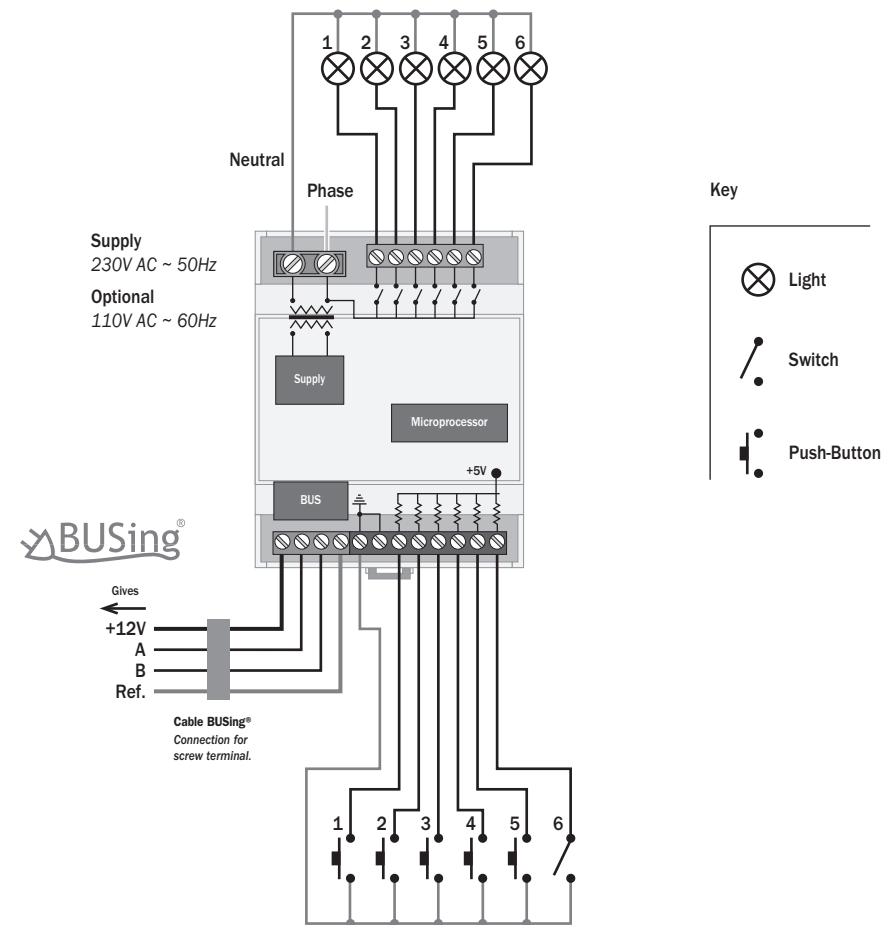 1 2 3 4 5 6
Neutral
Phase
Key
Supply
230V AC ~ 50Hz
Optional
110V AC ~ 60Hz
Light
Switch
Push-Button
Supply
Microprocessor
+5V
BUS
BUSing®
Gives
+12V
A
B
Ref.
Cable BUSing®
Connection for
screw terminal.
1 2 3 4 5 6